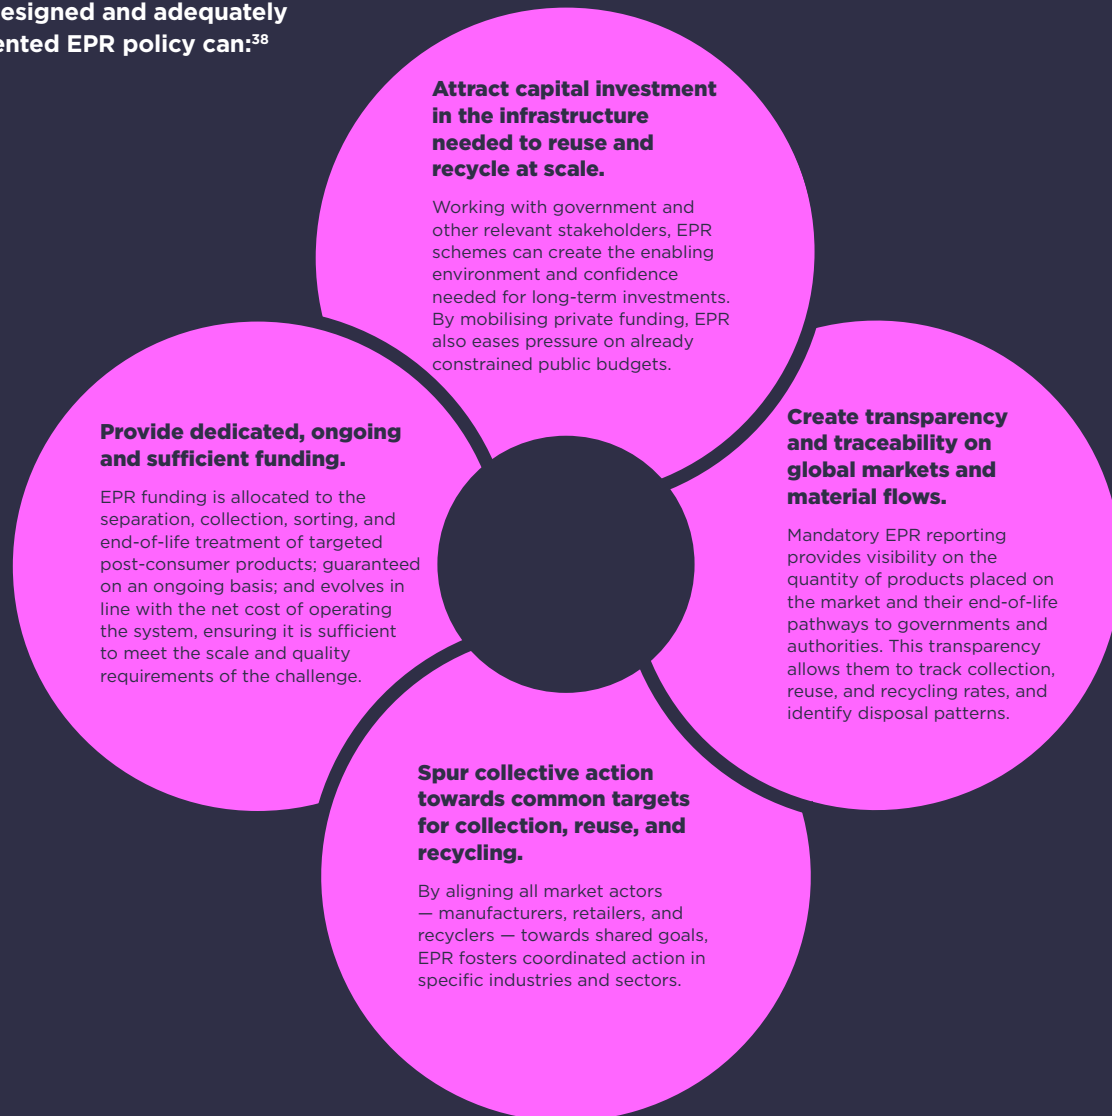 esigned and adequately
ented EPR policy can:³⁸
Attract capital investment
in the infrastructure
needed to reuse and
recycle at scale.
Working with government and
other relevant stakeholders, EPR
schemes can create the enabling
environment and confidence
needed for long-term investments.
By mobilising private funding, EPR
also eases pressure on already
constrained public budgets.
Provide dedicated, ongoing
and sufficient funding.
EPR funding is allocated to the
separation, collection, sorting, and
end-of-life treatment of targeted
post-consumer products; guaranteed
on an ongoing basis; and evolves in
line with the net cost of operating
the system, ensuring it is sufficient
to meet the scale and quality
requirements of the challenge.
Create transparency
and traceability on
global markets and
material flows.
Mandatory EPR reporting
provides visibility on the
quantity of products placed on
the market and their end-of-life
pathways to governments and
authorities. This transparency
allows them to track collection,
reuse, and recycling rates, and
identify disposal patterns.
Spur collective action
towards common targets
for collection, reuse, and
recycling.
By aligning all market actors
— manufacturers, retailers, and
recyclers — towards shared goals,
EPR fosters coordinated action in
specific industries and sectors.